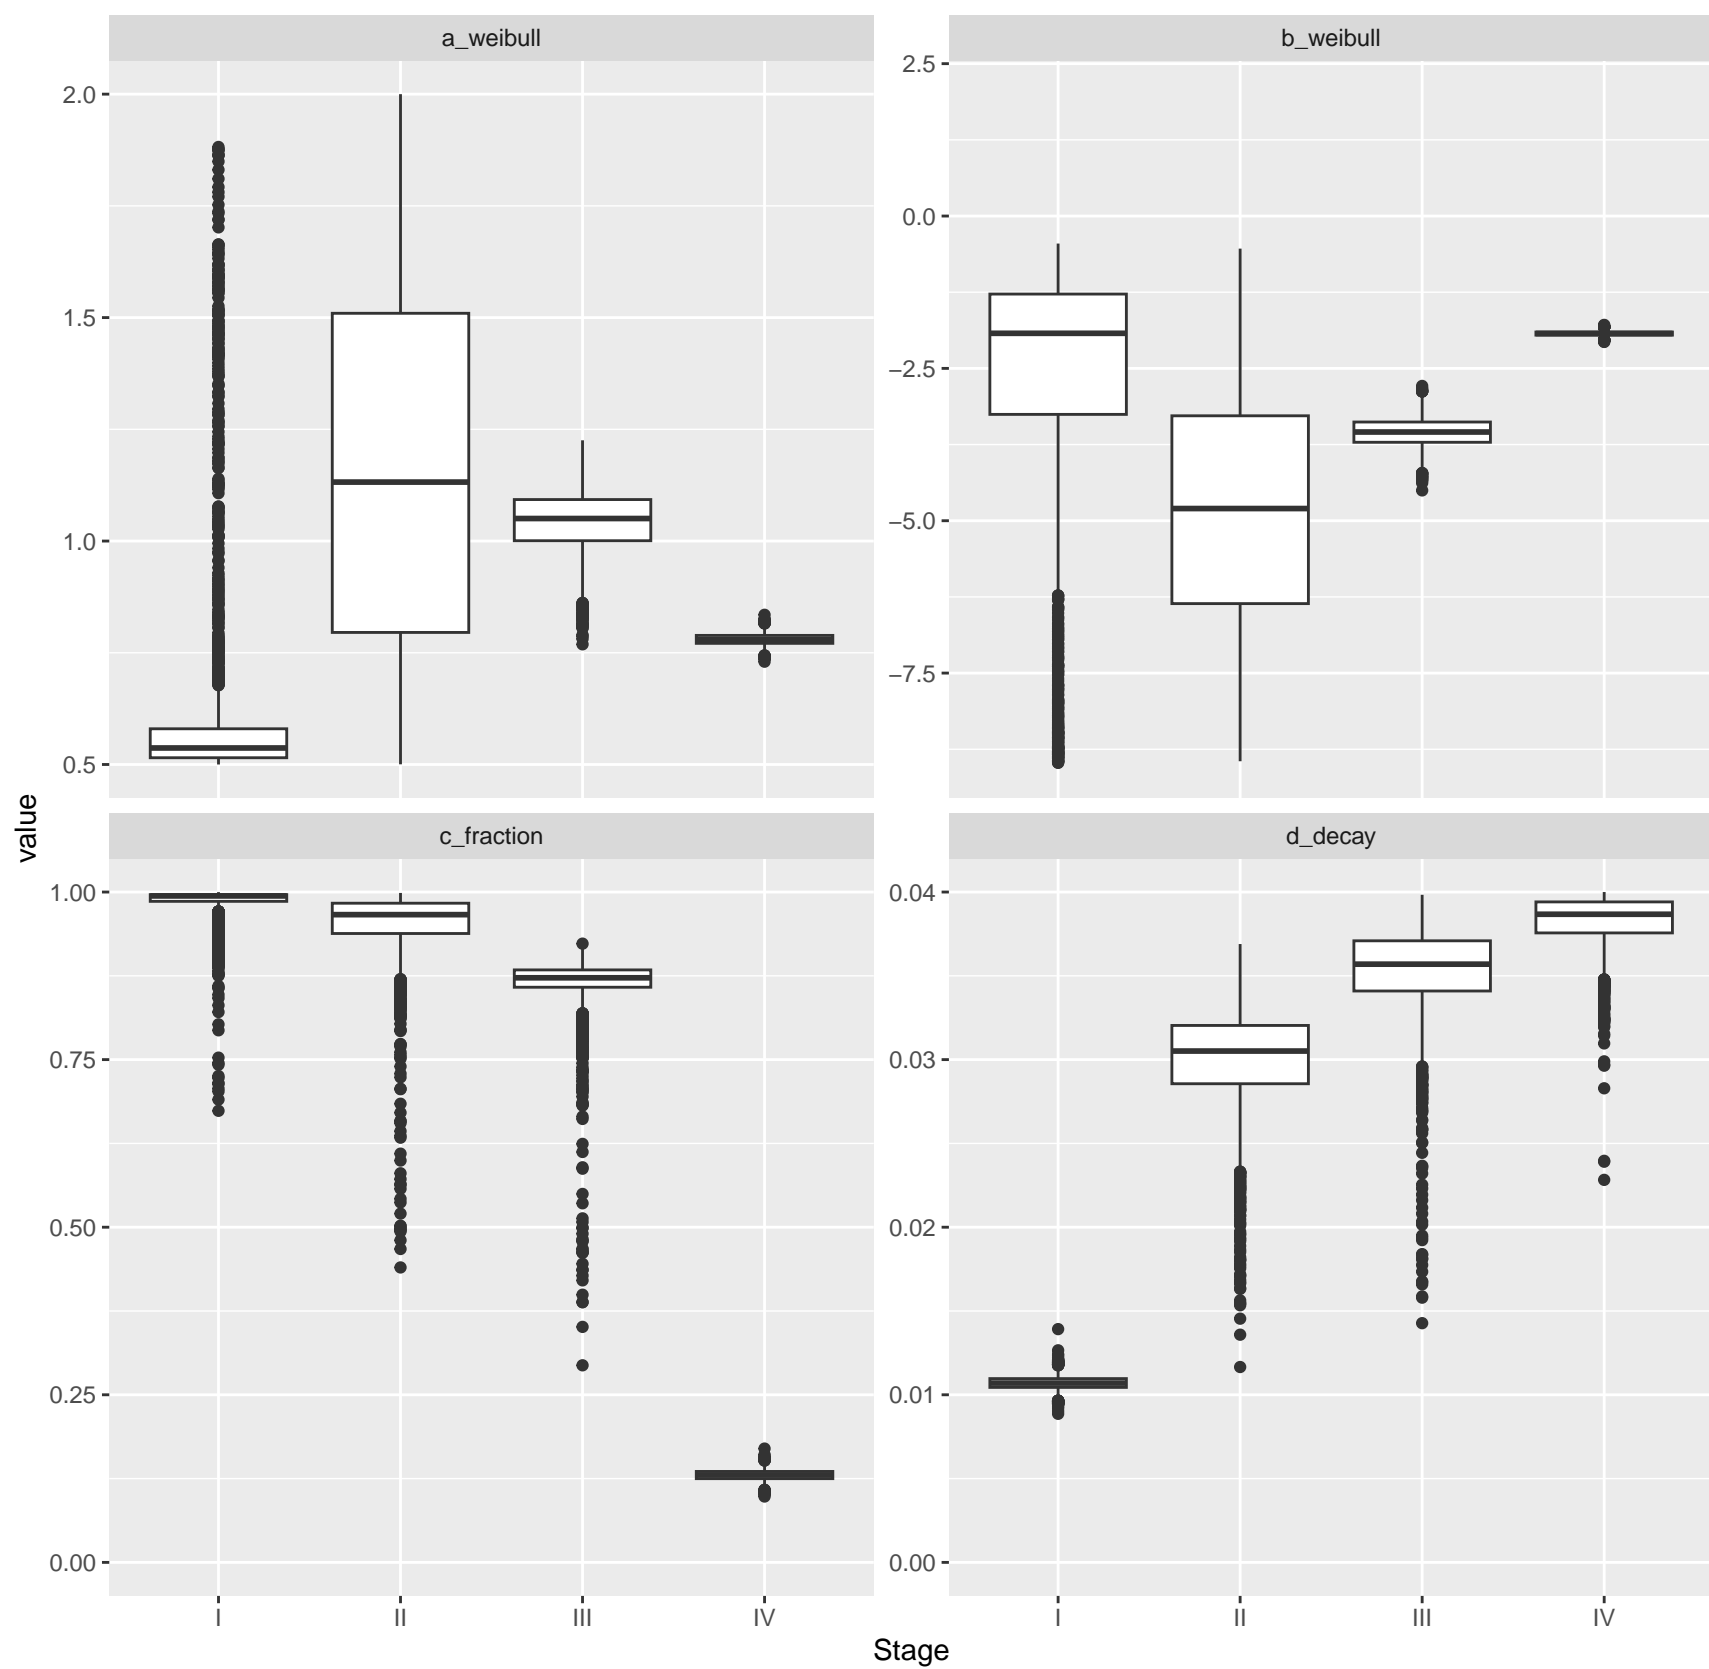 a_weibull
b_weibull
2.0
1.5
1.0
0.5
2.5
0.0
−2.5
−5.0
−7.5
value
c_fraction
d_decay
1.00
0.75
0.50
0.25
0.00
0.04
0.03
0.02
0.01
0.00
I II III IV
I II III IV
Stage